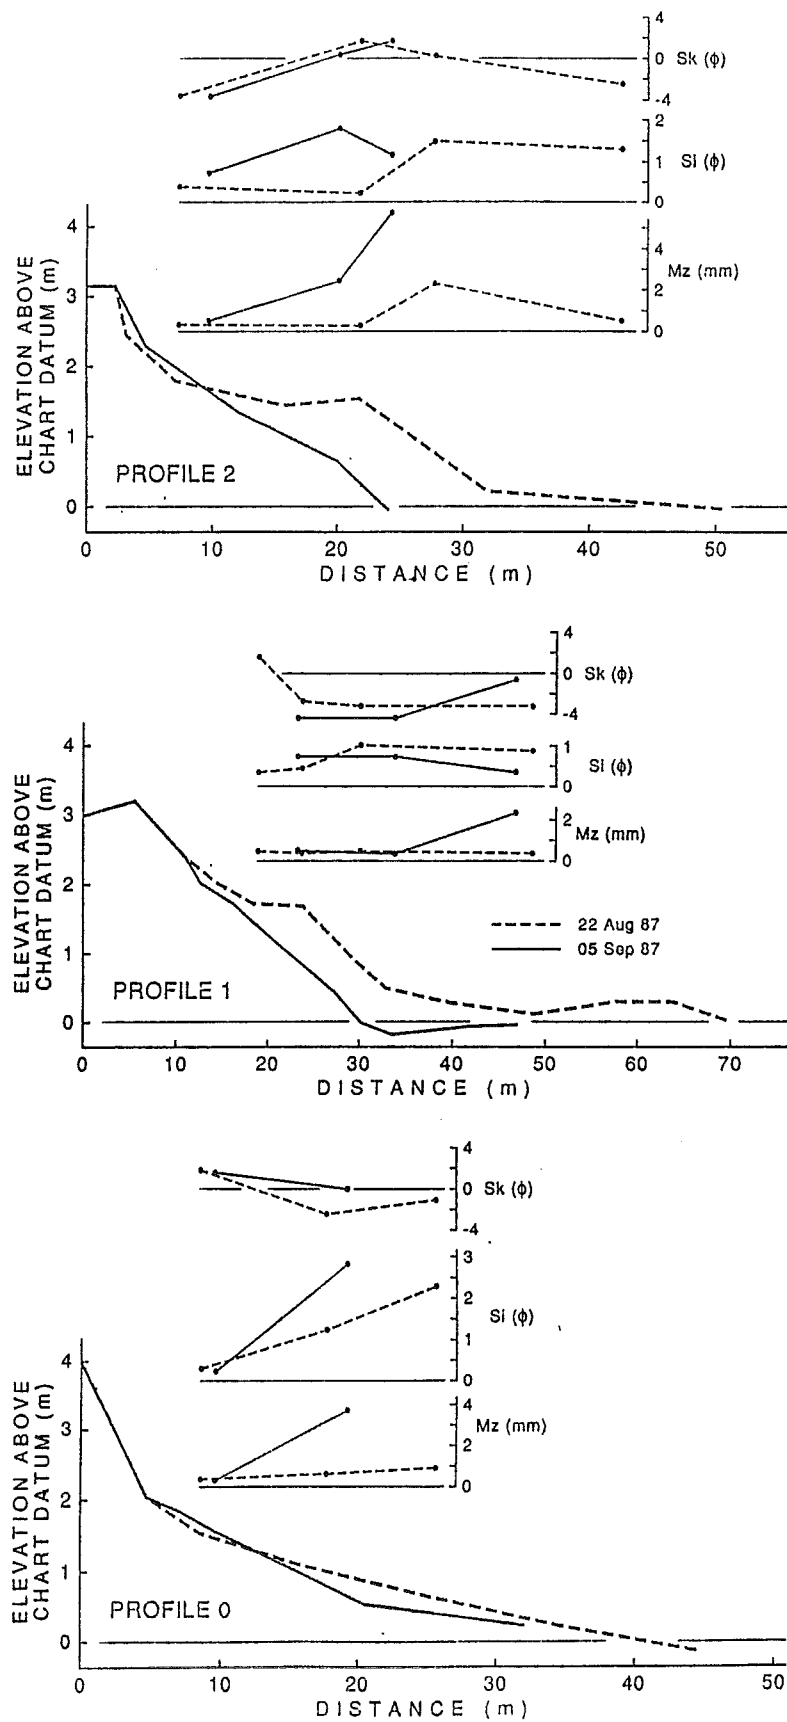 4
0 Sk (ϕ)
-4
2
1 Si (ϕ)
0
4
2 Mz (mm)
0
4
3
2
1
0
ELEVATION ABOVE
CHART DATUM (m)
PROFILE 2
0 10 20 30 40 50
DISTANCE (m)
4
0 Sk (ϕ)
-4
1
0 Si (ϕ)
2
0 Mz (mm)
4
3
2
1
0
ELEVATION ABOVE
CHART DATUM (m)
22 Aug 87
05 Sep 87
PROFILE 1
0 10 20 30 40 50 60 70
DISTANCE (m)
4
0 Sk (ϕ)
-4
3
2
1 Si (ϕ)
0
4
2 Mz (mm)
0
4
3
2
1
0
ELEVATION ABOVE
CHART DATUM (m)
PROFILE 0
0 10 20 30 40 50
DISTANCE (m)